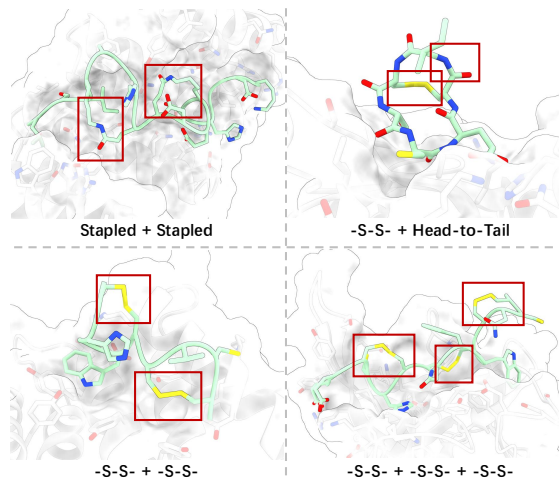 Stapled + Stapled
-S-S- + Head-to-Tail
-S-S- + -S-S-
-S-S- + -S-S- + -S-S-